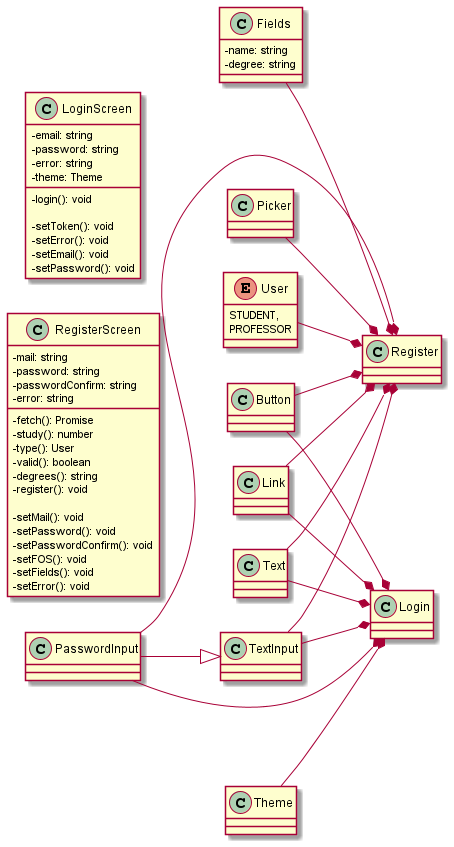 C Fields
-name: string
-degree: string
C LoginScreen
-email: string
-password: string
-error: string
-theme: Theme
-login(): void
-setToken(): void
-setError(): void
-setEmail(): void
-setPassword(): void
C Picker
E User
STUDENT,
PROFESSOR
C RegisterScreen
-mail: string
-password: string
-passwordConfirm: string
-error: string
-fetch(): Promise
-study(): number
-type(): User
-valid(): boolean
-degrees(): string
-register(): void
-setMail(): void
-setPassword(): void
-setPasswordConfirm(): void
-setFOS(): void
-setFields(): void
-setError(): void
C Register
C Button
C Link
C Text
C Login
C PasswordInput
C TextInput
C Theme